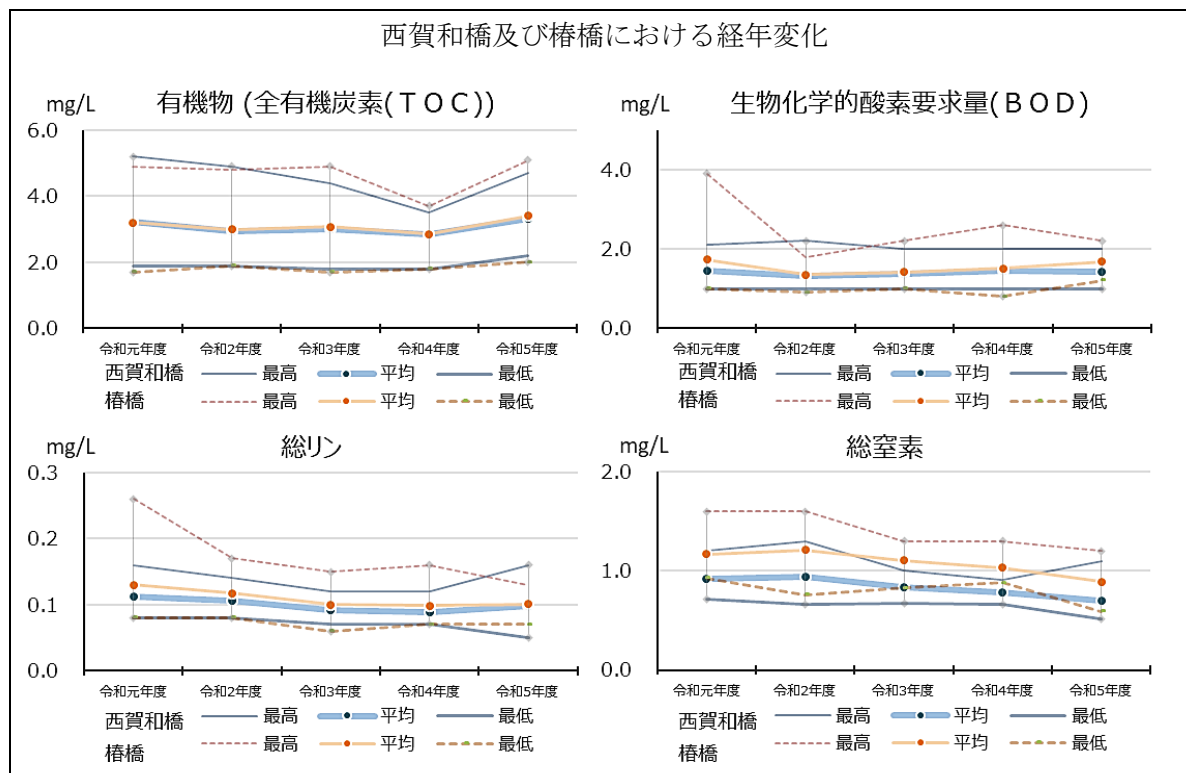 西賀和橋及び椿橋における経年変化
mg/L
有機物 (全有機炭素(ＴＯＣ))
6.0
4.0
2.0
0.0
令和元年度 令和2年度 令和3年度 令和4年度 令和5年度
西賀和橋 最高 平均 最低
椿橋 最高 平均 最低
mg/L
生物化学的酸素要求量(ＢＯＤ)
4.0
2.0
0.0
令和元年度 令和2年度 令和3年度 令和4年度 令和5年度
西賀和橋 最高 平均 最低
椿橋 最高 平均 最低
mg/L
総リン
0.3
0.2
0.1
0.0
令和元年度 令和2年度 令和3年度 令和4年度 令和5年度
西賀和橋 最高 平均 最低
椿橋 最高 平均 最低
mg/L
総窒素
2.0
1.0
0.0
令和元年度 令和2年度 令和3年度 令和4年度 令和5年度
西賀和橋 最高 平均 最低
椿橋 最高 平均 最低